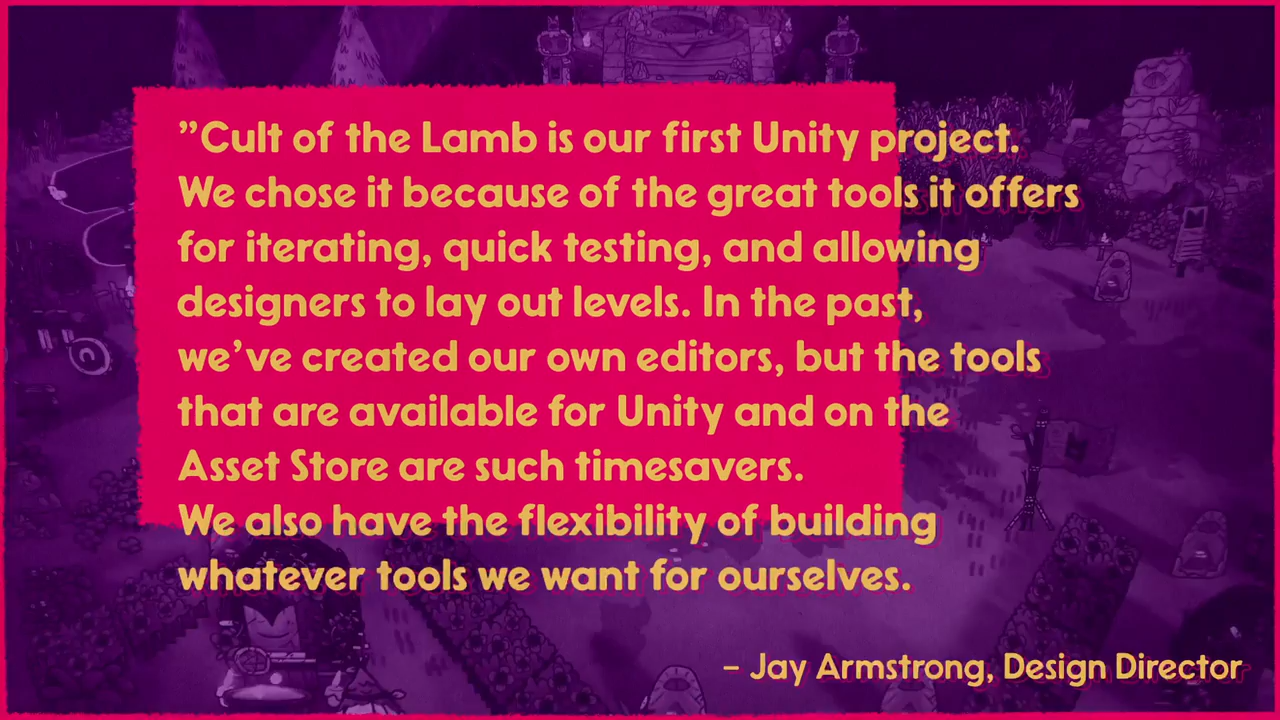 ”Cult of the Lamb is our first Unity project.
We chose it because of the great tools it offers
for iterating, quick testing, and allowing
designers to lay out levels. In the past,
we’ve created our own editors, but the tools
that are available for Unity and on the
Asset Store are such timesavers.
We also have the flexibility of building
whatever tools we want for ourselves.
– Jay Armstrong, Design Director